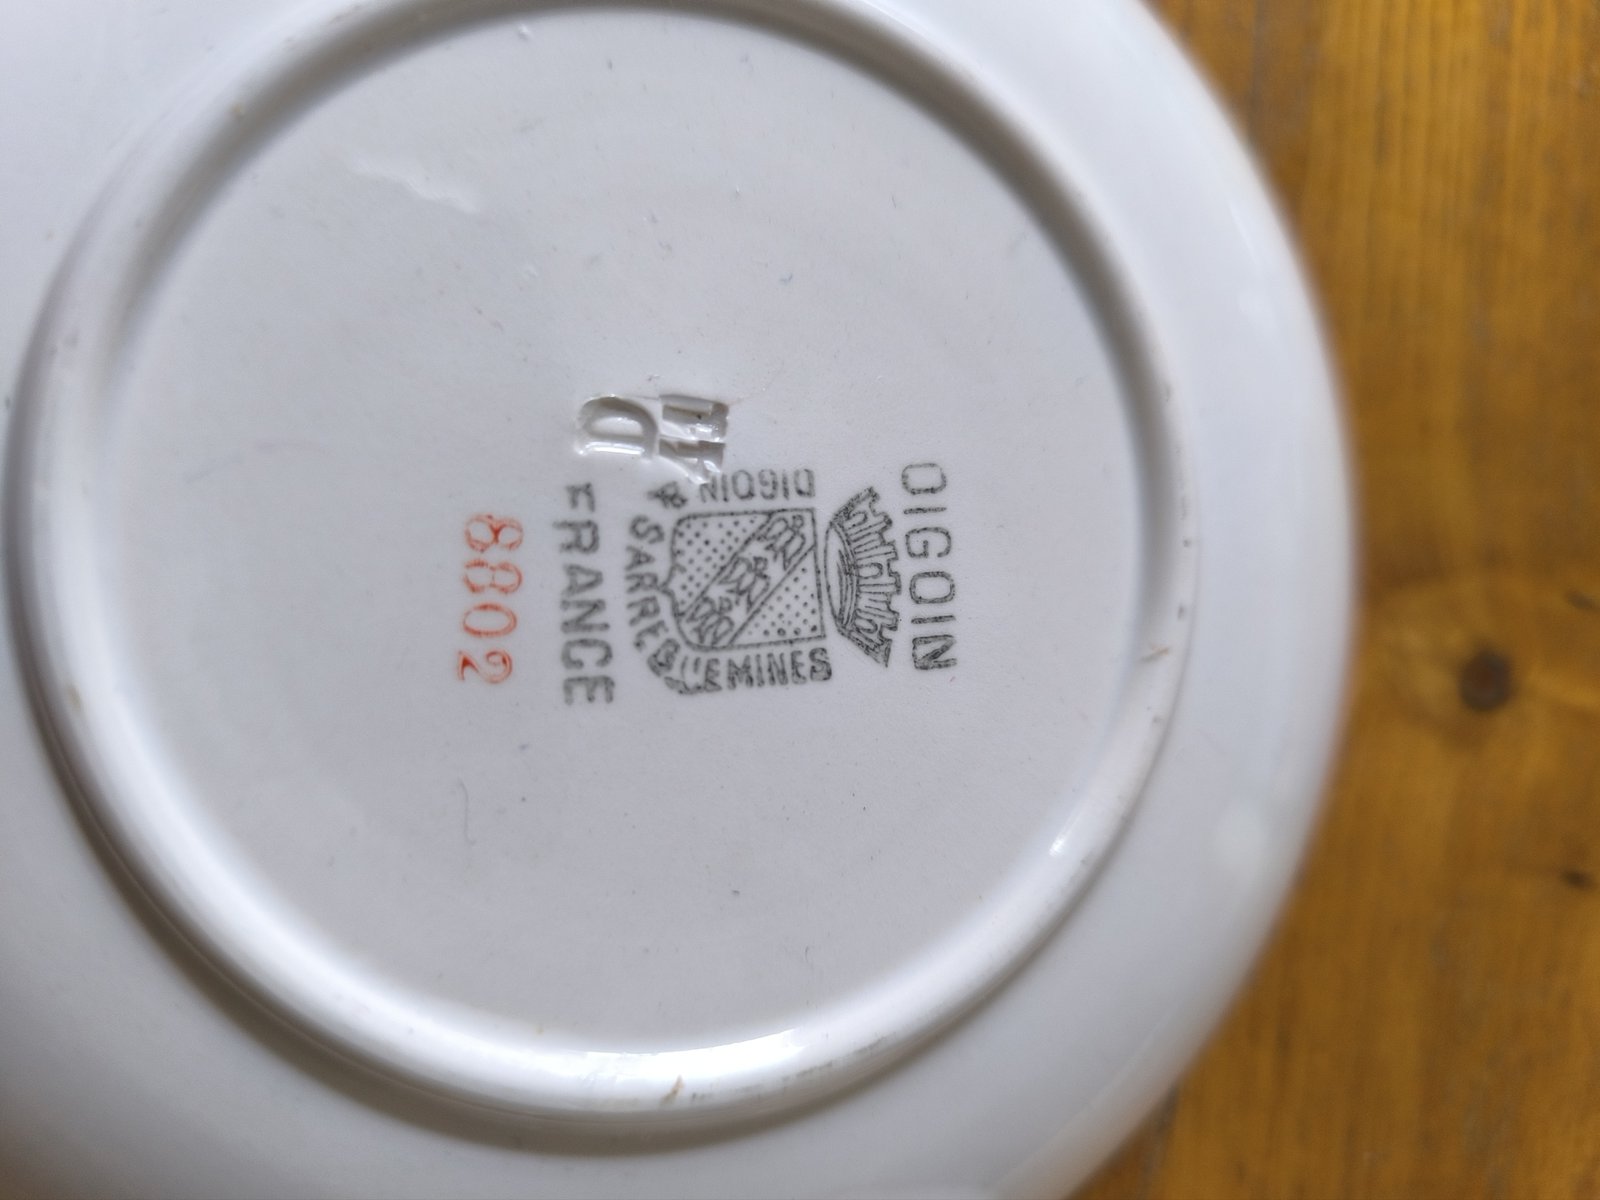 DIGOIN
DIGOIN & SARREGUEMINES
FRANCE
8802
D